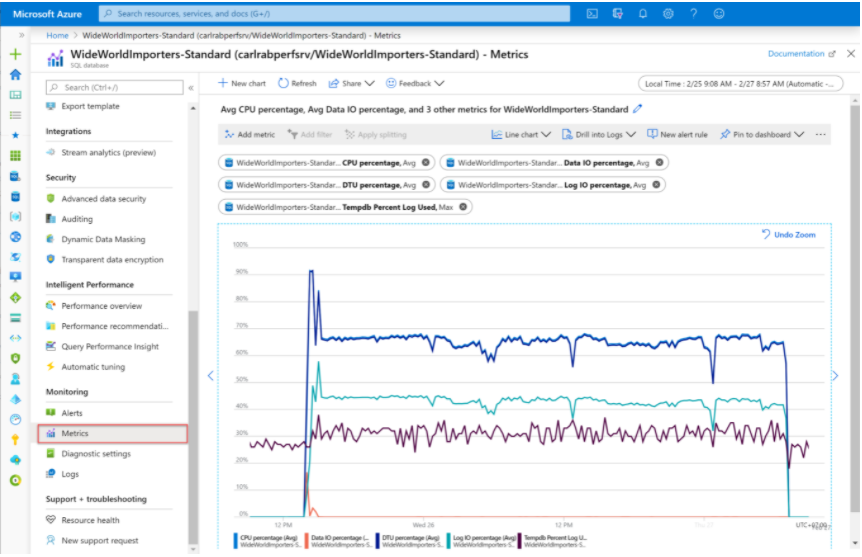 Microsoft Azure
Search resources, services, and docs (G+/)
Home > WideWorldImporters-Standard (carlrabperfsrv/WideWorldImporters-Standard) - Metrics
WideWorldImporters-Standard (carlrabperfsrv/WideWorldImporters-Standard) - Metrics
SQL database
Documentation
Search (Ctrl+/)
Export template
Integrations
Stream analytics (preview)
Security
Advanced data security
Auditing
Dynamic Data Masking
Transparent data encryption
Intelligent Performance
Performance overview
Performance recommendati...
Query Performance Insight
Automatic tuning
Monitoring
Alerts
Metrics
Diagnostic settings
Logs
Support + troubleshooting
Resource health
New support request
New chart Refresh Share Feedback
Local Time : 2/25 9:08 AM - 2/27 8:57 AM (Automatic -...
Avg CPU percentage, Avg Data IO percentage, and 3 other metrics for WideWorldImporters-Standard
Add metric Add filter Apply splitting Line chart Drill into Logs New alert rule Pin to dashboard ...
WideWorldImporters-Standar... CPU percentage, Avg
WideWorldImporters-Standar... Data IO percentage, Avg
WideWorldImporters-Standar... DTU percentage, Avg
WideWorldImporters-Standar... Log IO percentage, Avg
WideWorldImporters-Standar... Tempdb Percent Log Used, Max
Undo Zoom
100%
90%
80%
70%
60%
50%
40%
30%
20%
10%
0%
12 PM Wed 26 12 PM Thu 27 UTC+07:00
CPU percentage (Avg)
WideWorldImporters-S...
Data IO percentage (...
WideWorldImporters-S...
DTU percentage (Avg)
WideWorldImporters-S...
Log IO percentage (Avg)
WideWorldImporters-S...
Tempdb Percent Log U...
WideWorldImporters-S...